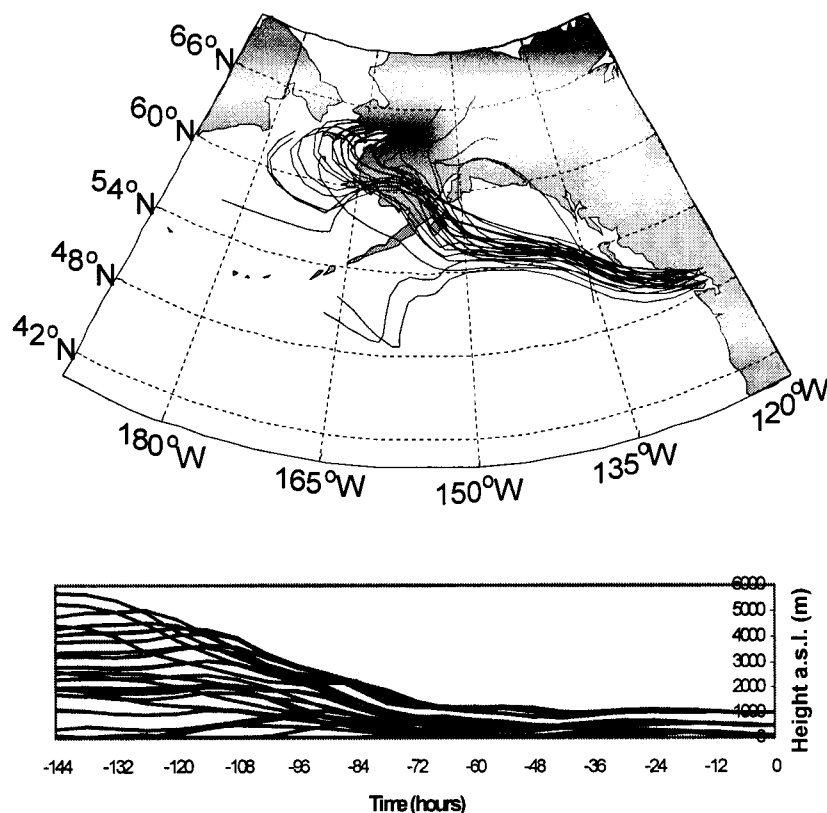 66°N
60°N
54°N
48°N
42°N
180°W
165°W
150°W
135°W
120°W
6000
5000
4000
3000
2000
1000
0
Height a.s.l. (m)
-144 -132 -120 -108 -96 -84 -72 -60 -48 -36 -24 -12 0
Time (hours)